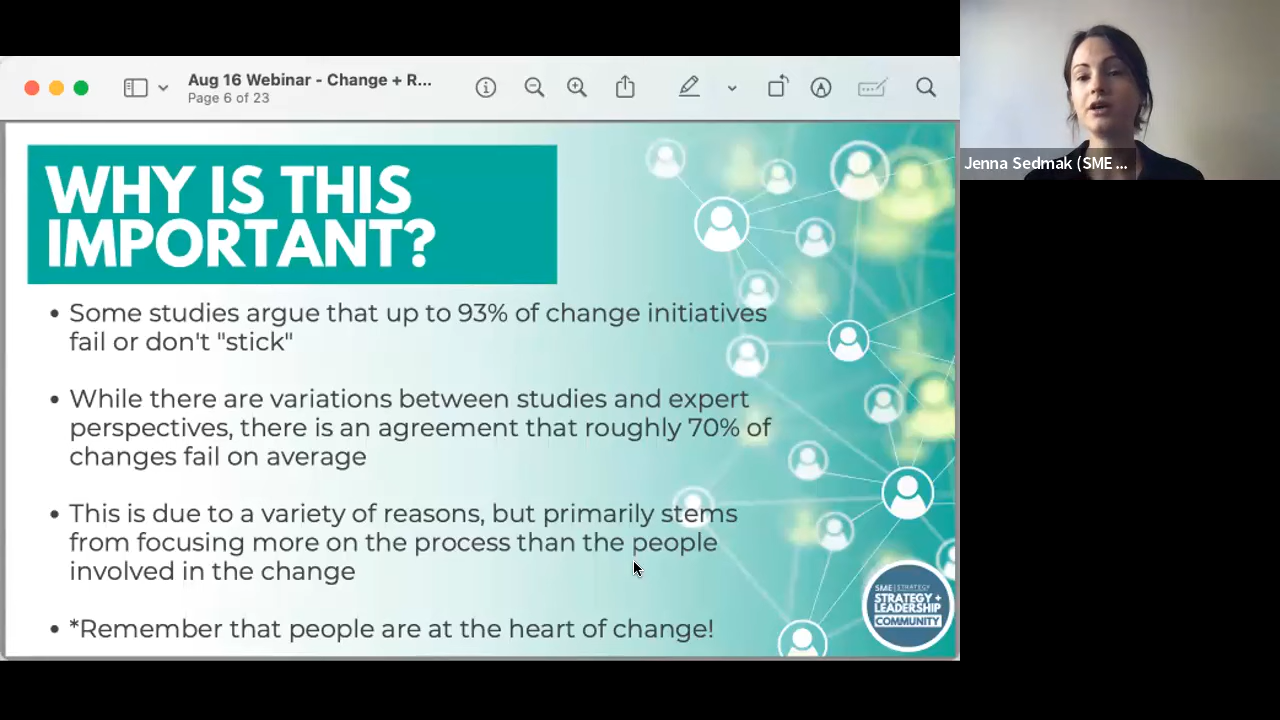 Aug 16 Webinar - Change + R...
Page 6 of 23
WHY IS THIS
IMPORTANT?
• Some studies argue that up to 93% of change initiatives
fail or don't "stick"
• While there are variations between studies and expert
perspectives, there is an agreement that roughly 70% of
changes fail on average
• This is due to a variety of reasons, but primarily stems
from focusing more on the process than the people
involved in the change
• *Remember that people are at the heart of change!
SME | STRATEGY
STRATEGY +
LEADERSHIP
COMMUNITY
Jenna Sedmak (SME ...